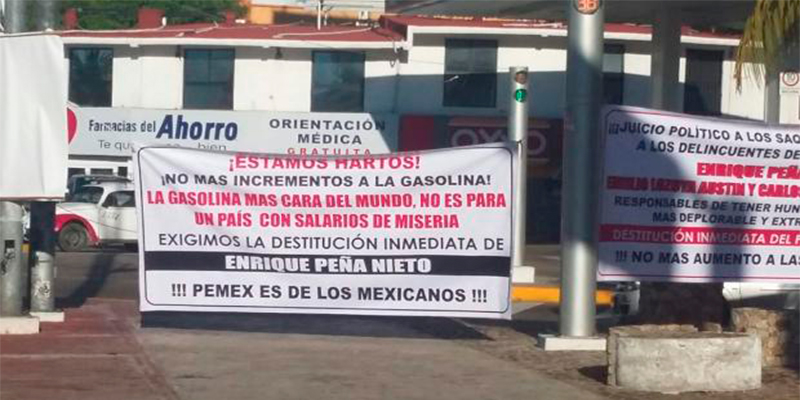 38
Farmacias del Ahorro
Te
bien
ORIENTACIÓN
MÉDICA
GRATUITA
¡ESTAMOS HARTOS!
¡NO MAS INCREMENTOS A LA GASOLINA!
LA GASOLINA MAS CARA DEL MUNDO, NO ES PARA
UN PAÍS CON SALARIOS DE MISERIA
EXIGIMOS LA DESTITUCIÓN INMEDIATA DE
ENRIQUE PEÑA NIETO
!!! PEMEX ES DE LOS MEXICANOS !!!
¡¡¡JUICIO POLÍTICO A LOS SAQ
A LOS DELINCUENTES DE
ENRIQUE PEÑA
EMILIO LOZOYA AUSTIN Y CARLOS
RESPONSABLES DE TENER HUN
MAS DEPLORABLE Y EXTR
DESTITUCIÓN INMEDIATA DEL P
!!! NO MAS AUMENTO A LAS